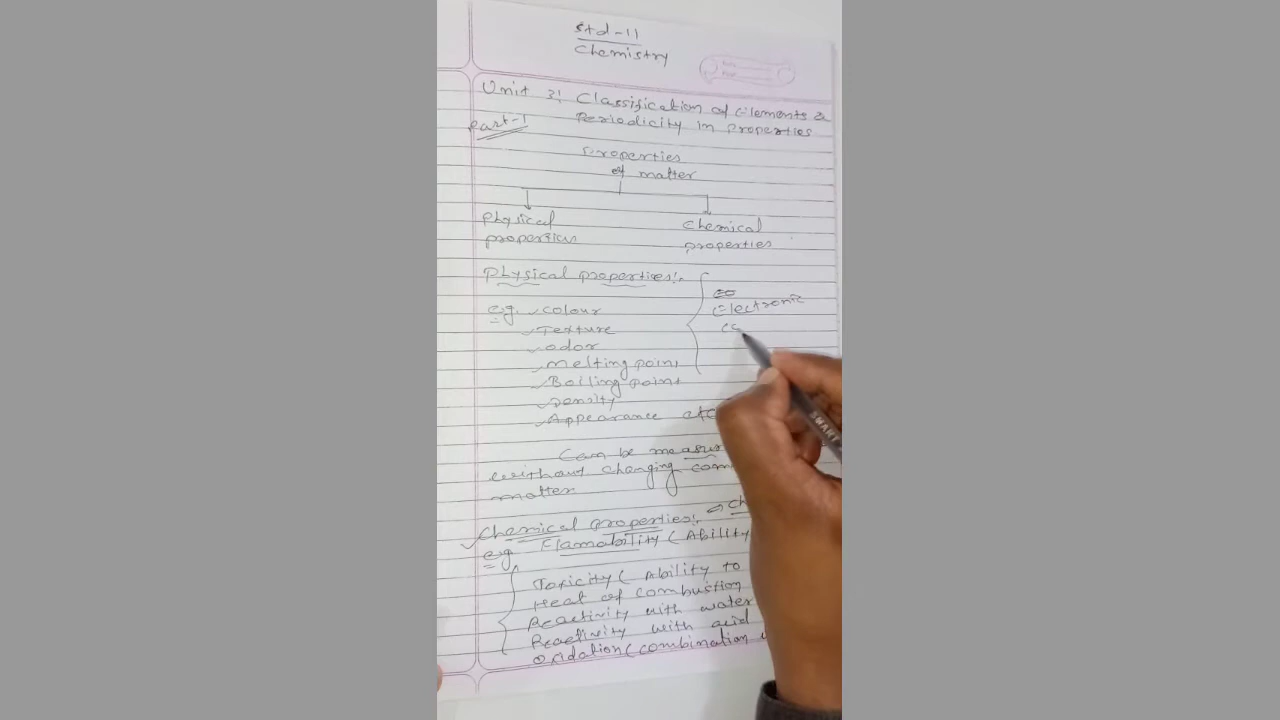 Std-11
Chemistry
Unit 3: Classification of Elements &
Part-1
Periodicity in properties
Properties
of matter
Physical
properties
Chemical
properties
Physical properties:-
e.g. ✓ colour
✓ Texture
✓ odor
✓ melting point
✓ Boiling point
✓ Density
✓ Appearance etc
Electronic
Can be
without changing
matter
✓ Chemical properties:-
e.g. Flamability (Ability
Toxicity ( Ability to
Heat of combustion
Reactivity with water
Reactivity with acid
Oxidation (combination
SMART